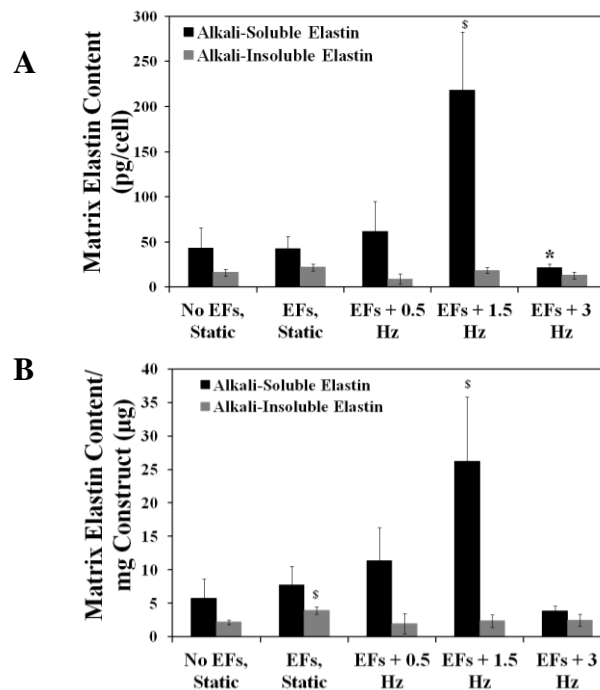 A
Matrix Elastin Content
(pg/cell)
300
250
200
150
100
50
0
Alkali-Soluble Elastin
Alkali-Insoluble Elastin
$
*
No EFs, Static
EFs, Static
EFs + 0.5 Hz
EFs + 1.5 Hz
EFs + 3 Hz
B
Matrix Elastin Content/
mg Construct (µg)
40
35
30
25
20
15
10
5
0
Alkali-Soluble Elastin
Alkali-Insoluble Elastin
$
$
No EFs, Static
EFs, Static
EFs + 0.5 Hz
EFs + 1.5 Hz
EFs + 3 Hz